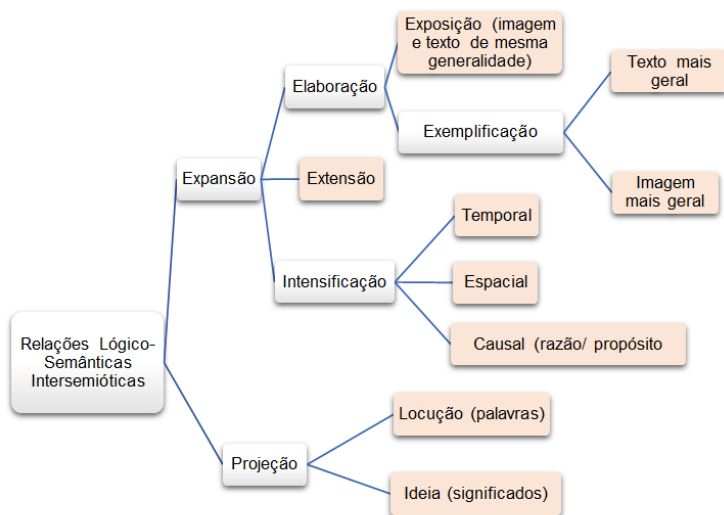 Exposição (imagem
e texto de mesma
generalidade)
Texto mais
geral
Elaboração
Exemplificação
Expansão
Extensão
Imagem
mais geral
Temporal
Intensificação
Espacial
Relações Lógico-
Semânticas
Intersemióticas
Causal (razão/ propósito
Locução (palavras)
Projeção
Ideia (significados)